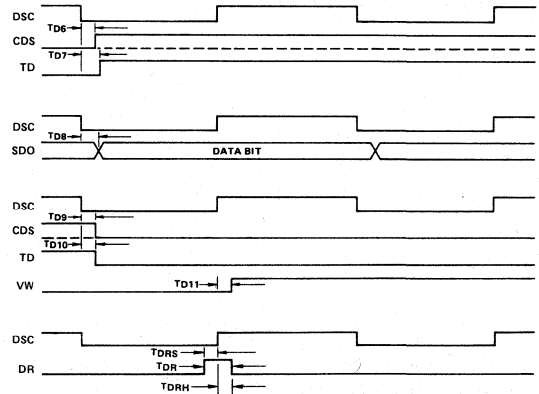 DSC
TD6
CDS
TD7
TD
DSC
TD8
SDO
DATA BIT
DSC
TD9
CDS
TD10
TD
VW
TD11
DSC
TDRS
DR
TDR
TDRH